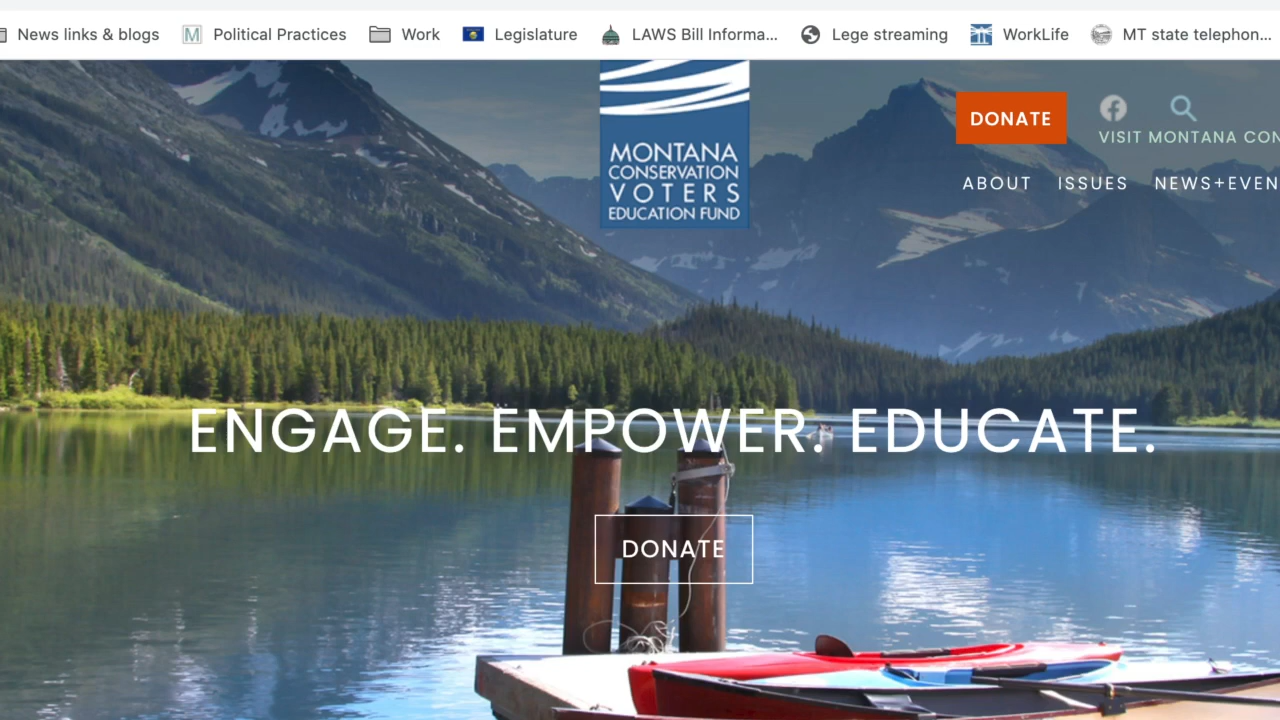 News links & blogs Political Practices Work Legislature LAWS Bill Informa... Lege streaming WorkLife MT state telephon...
MONTANA
CONSERVATION
VOTERS
EDUCATION FUND
DONATE
VISIT MONTANA CON
ABOUT ISSUES NEWS+EVEN
ENGAGE. EMPOWER. EDUCATE.
DONATE